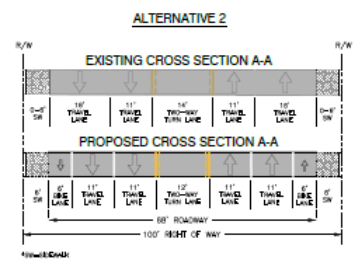 ALTERNATIVE 2
R/W R/W
EXISTING CROSS SECTION A-A
16' 11' 14' 11' 16'
SW TRAVEL LANE TRAVEL LANE TWO-WAY TURN LANE TRAVEL LANE TRAVEL LANE SW
PROPOSED CROSS SECTION A-A
6' 6' 11' 11' 12' 11' 11' 6' 6'
SW BIKE LANE TRAVEL LANE TRAVEL LANE TWO-WAY TURN LANE TRAVEL LANE TRAVEL LANE BIKE LANE SW
68' ROADWAY
100' RIGHT OF WAY